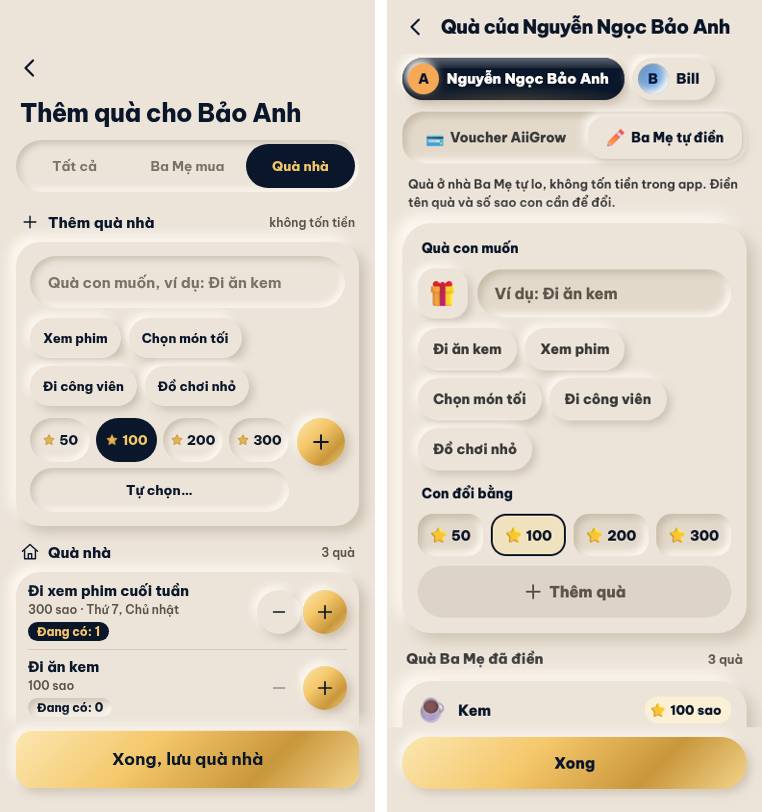 Thêm quà cho Bảo Anh
Tất cả
Ba Mẹ mua
Quà nhà
Thêm quà nhà
không tốn tiền
Quà con muốn, ví dụ: Đi ăn kem
Xem phim
Chọn món tối
Đi công viên
Đồ chơi nhỏ
50
100
200
300
Tự chọn...
Quà nhà
3 quà
Đi xem phim cuối tuần
300 sao · Thứ 7, Chủ nhật
Đang có: 1
Đi ăn kem
100 sao
Đang có: 0
Xong, lưu quà nhà
Quà của Nguyễn Ngọc Bảo Anh
A Nguyễn Ngọc Bảo Anh
B Bill
Voucher AiiGrow
Ba Mẹ tự điền
Quà ở nhà Ba Mẹ tự lo, không tốn tiền trong app. Điền
tên quà và số sao con cần để đổi.
Quà con muốn
Ví dụ: Đi ăn kem
Đi ăn kem
Xem phim
Chọn món tối
Đi công viên
Đồ chơi nhỏ
Con đổi bằng
50
100
200
300
+ Thêm quà
Quà Ba Mẹ đã điền
3 quà
Kem
100 sao
Xong